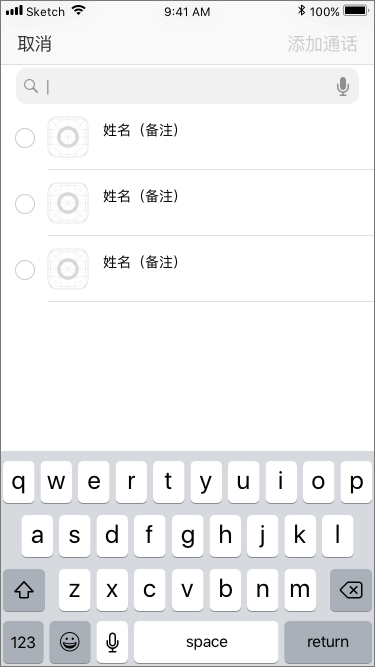 Sketch 9:41 AM 100%
取消 添加通话
姓名（备注）
姓名（备注）
姓名（备注）
q w e r t y u i o p
a s d f g h j k l
z x c v b n m
123 space return